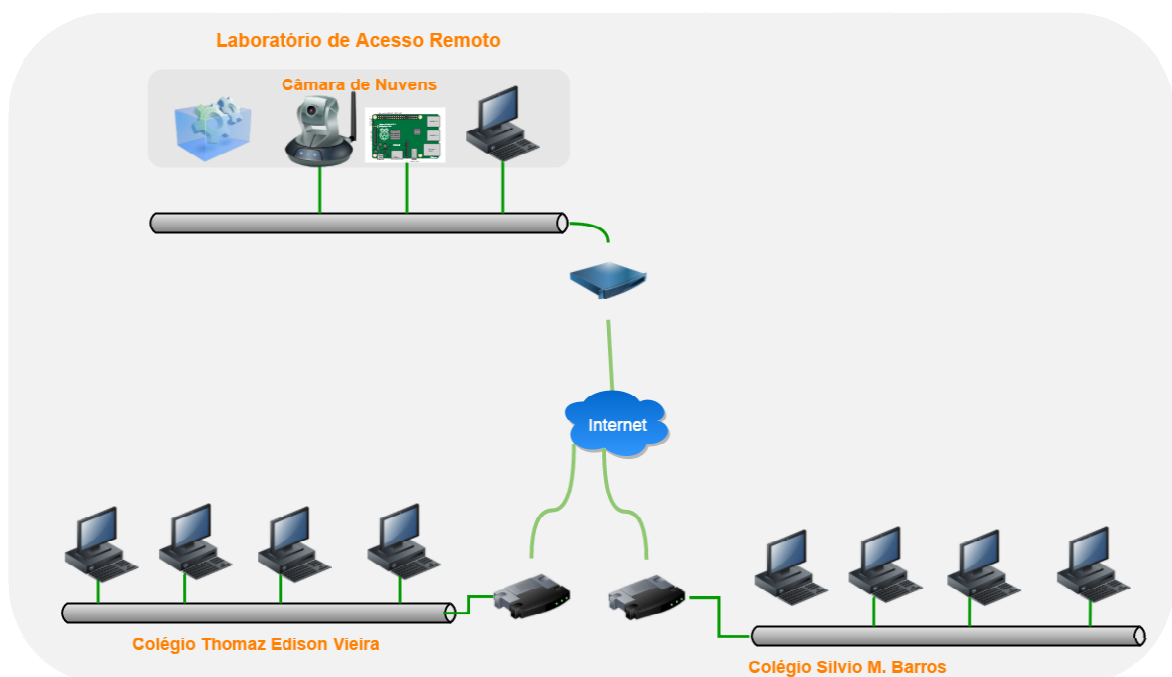 Laboratório de Acesso Remoto
Câmara de Nuvens
Internet
Colégio Thomaz Edison Vieira
Colégio Silvio M. Barros